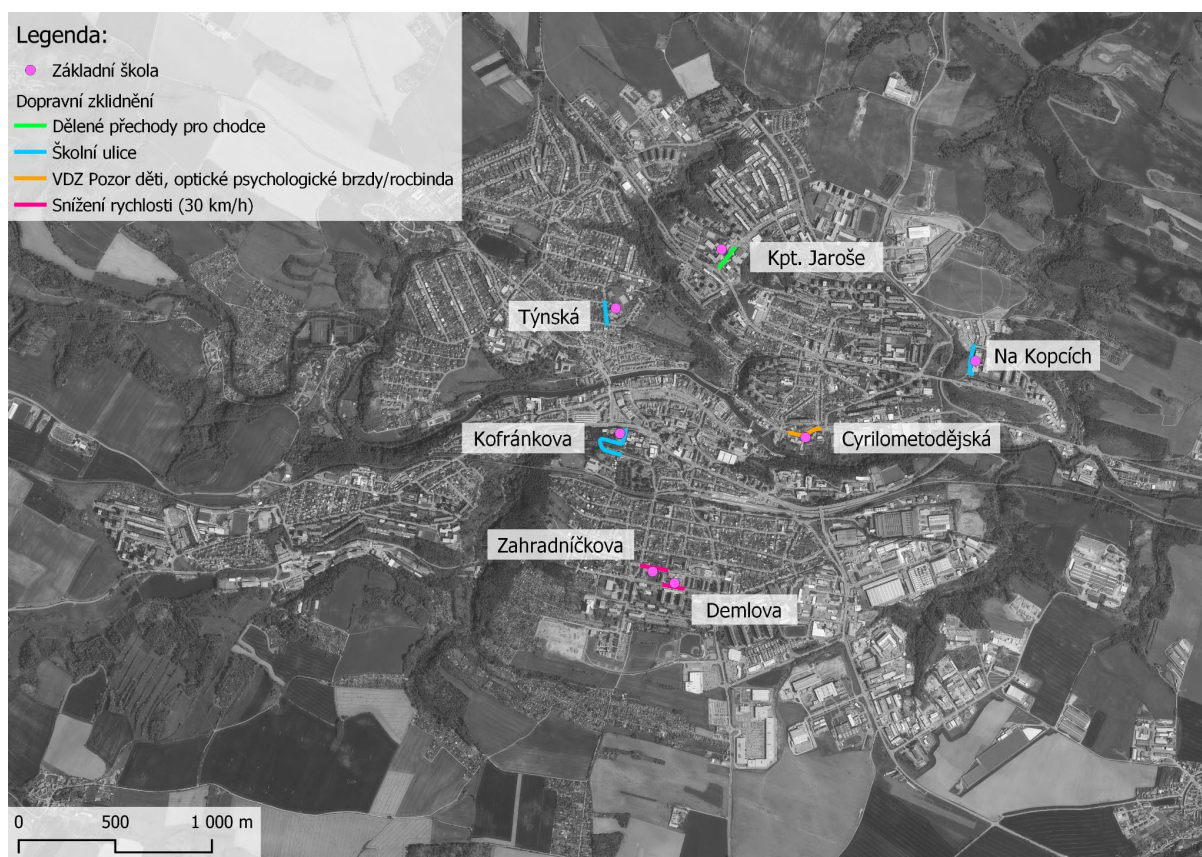 Legenda:
Základní škola
Dopravní zklidnění
Dělené přechody pro chodce
Školní ulice
VDZ Pozor děti, optické psychologické brzdy/rocbinda
Snížení rychlosti (30 km/h)
Kpt. Jaroše
Týnská
Na Kopcích
Kofránkova
Cyrilometodějská
Zahradníčkova
Demlova
0 500 1 000 m